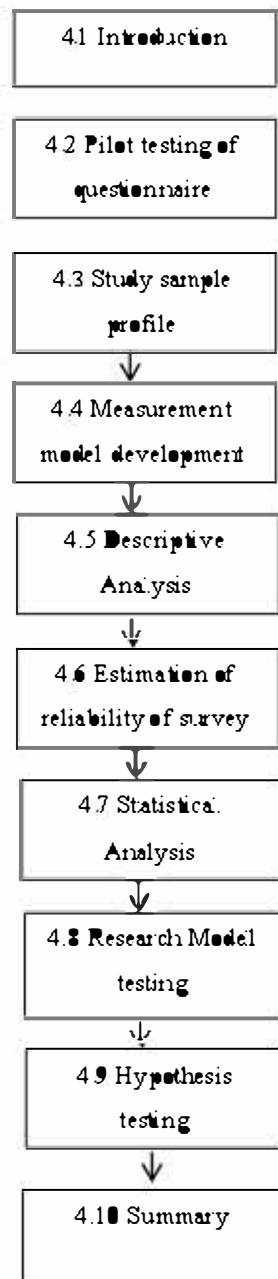 4.1 Introduction
4.2 Pilot testing of
questionnaire
4.3 Study sample
profile
4.4 Measurement
model development
4.5 Descriptive
Analysis
4.6 Estimation of
reliability of survey
4.7 Statistical
Analysis
4.8 Research Model
testing
4.9 Hypothesis
testing
4.10 Summary